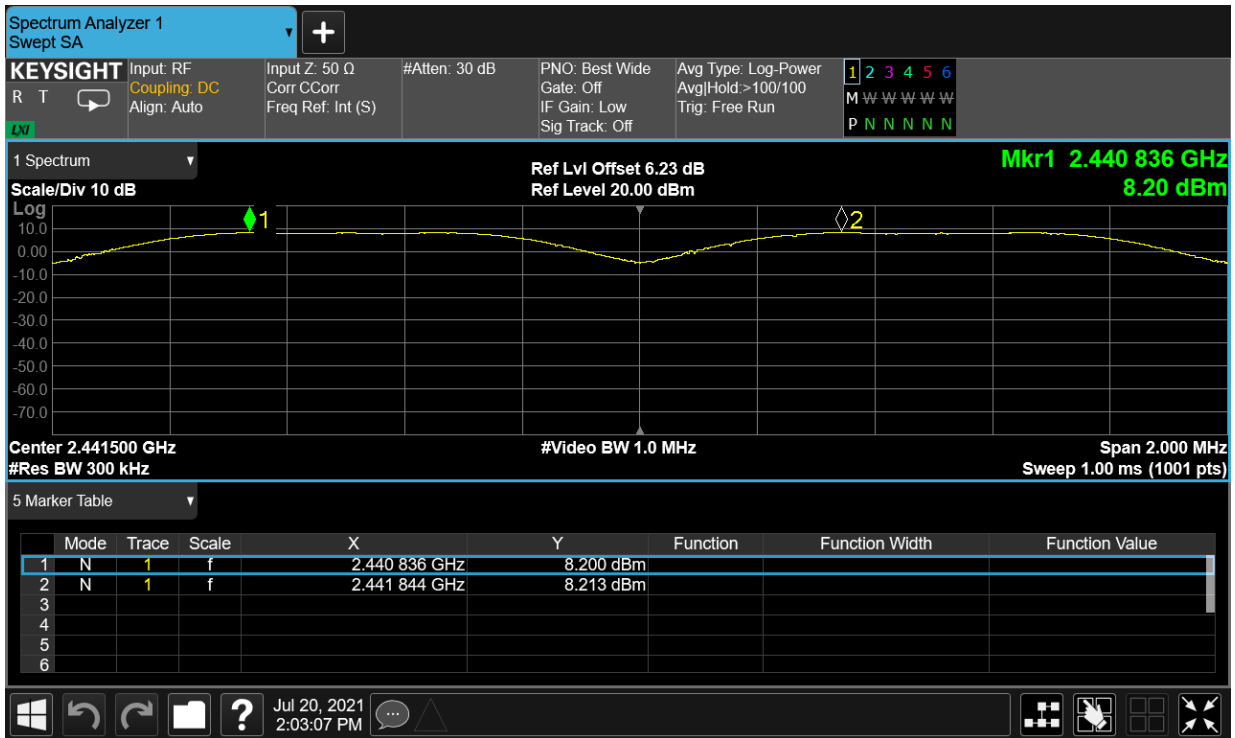 Spectrum Analyzer 1
Swept SA
KEYSIGHT
R T
LXI
Input: RF
Coupling: DC
Align: Auto
Input Z: 50 Ω
Corr CCorr
Freq Ref: Int (S)
#Atten: 30 dB
PNO: Best Wide
Gate: Off
IF Gain: Low
Sig Track: Off
Avg Type: Log-Power
Avg|Hold:>100/100
Trig: Free Run
1 2 3 4 5 6
M W W W W W
P N N N N N
1 Spectrum
Scale/Div 10 dB
Ref Lvl Offset 6.23 dB
Ref Level 20.00 dBm
Mkr1 2.440 836 GHz
8.20 dBm
Log
10.0
0.00
-10.0
-20.0
-30.0
-40.0
-50.0
-60.0
-70.0
1
2
Center 2.441500 GHz
#Video BW 1.0 MHz
Span 2.000 MHz
#Res BW 300 kHz
Sweep 1.00 ms (1001 pts)
5 Marker Table
Mode Trace Scale X Y Function Function Width Function Value
1 N 1 f 2.440 836 GHz 8.200 dBm
2 N 1 f 2.441 844 GHz 8.213 dBm
3
4
5
6
?
Jul 20, 2021
2:03:07 PM